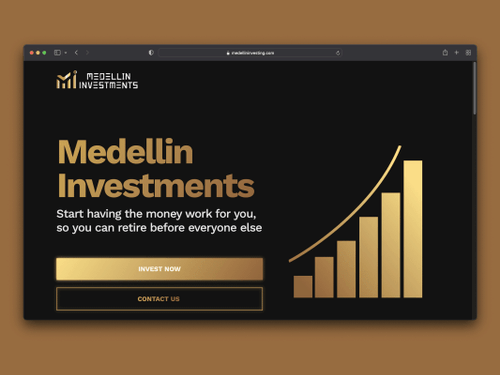 medellininvesting.com
MEDELLIN
INVESTMENTS
Medellin
Investments
Start having the money work for you,
so you can retire before everyone else
INVEST NOW
CONTACT US